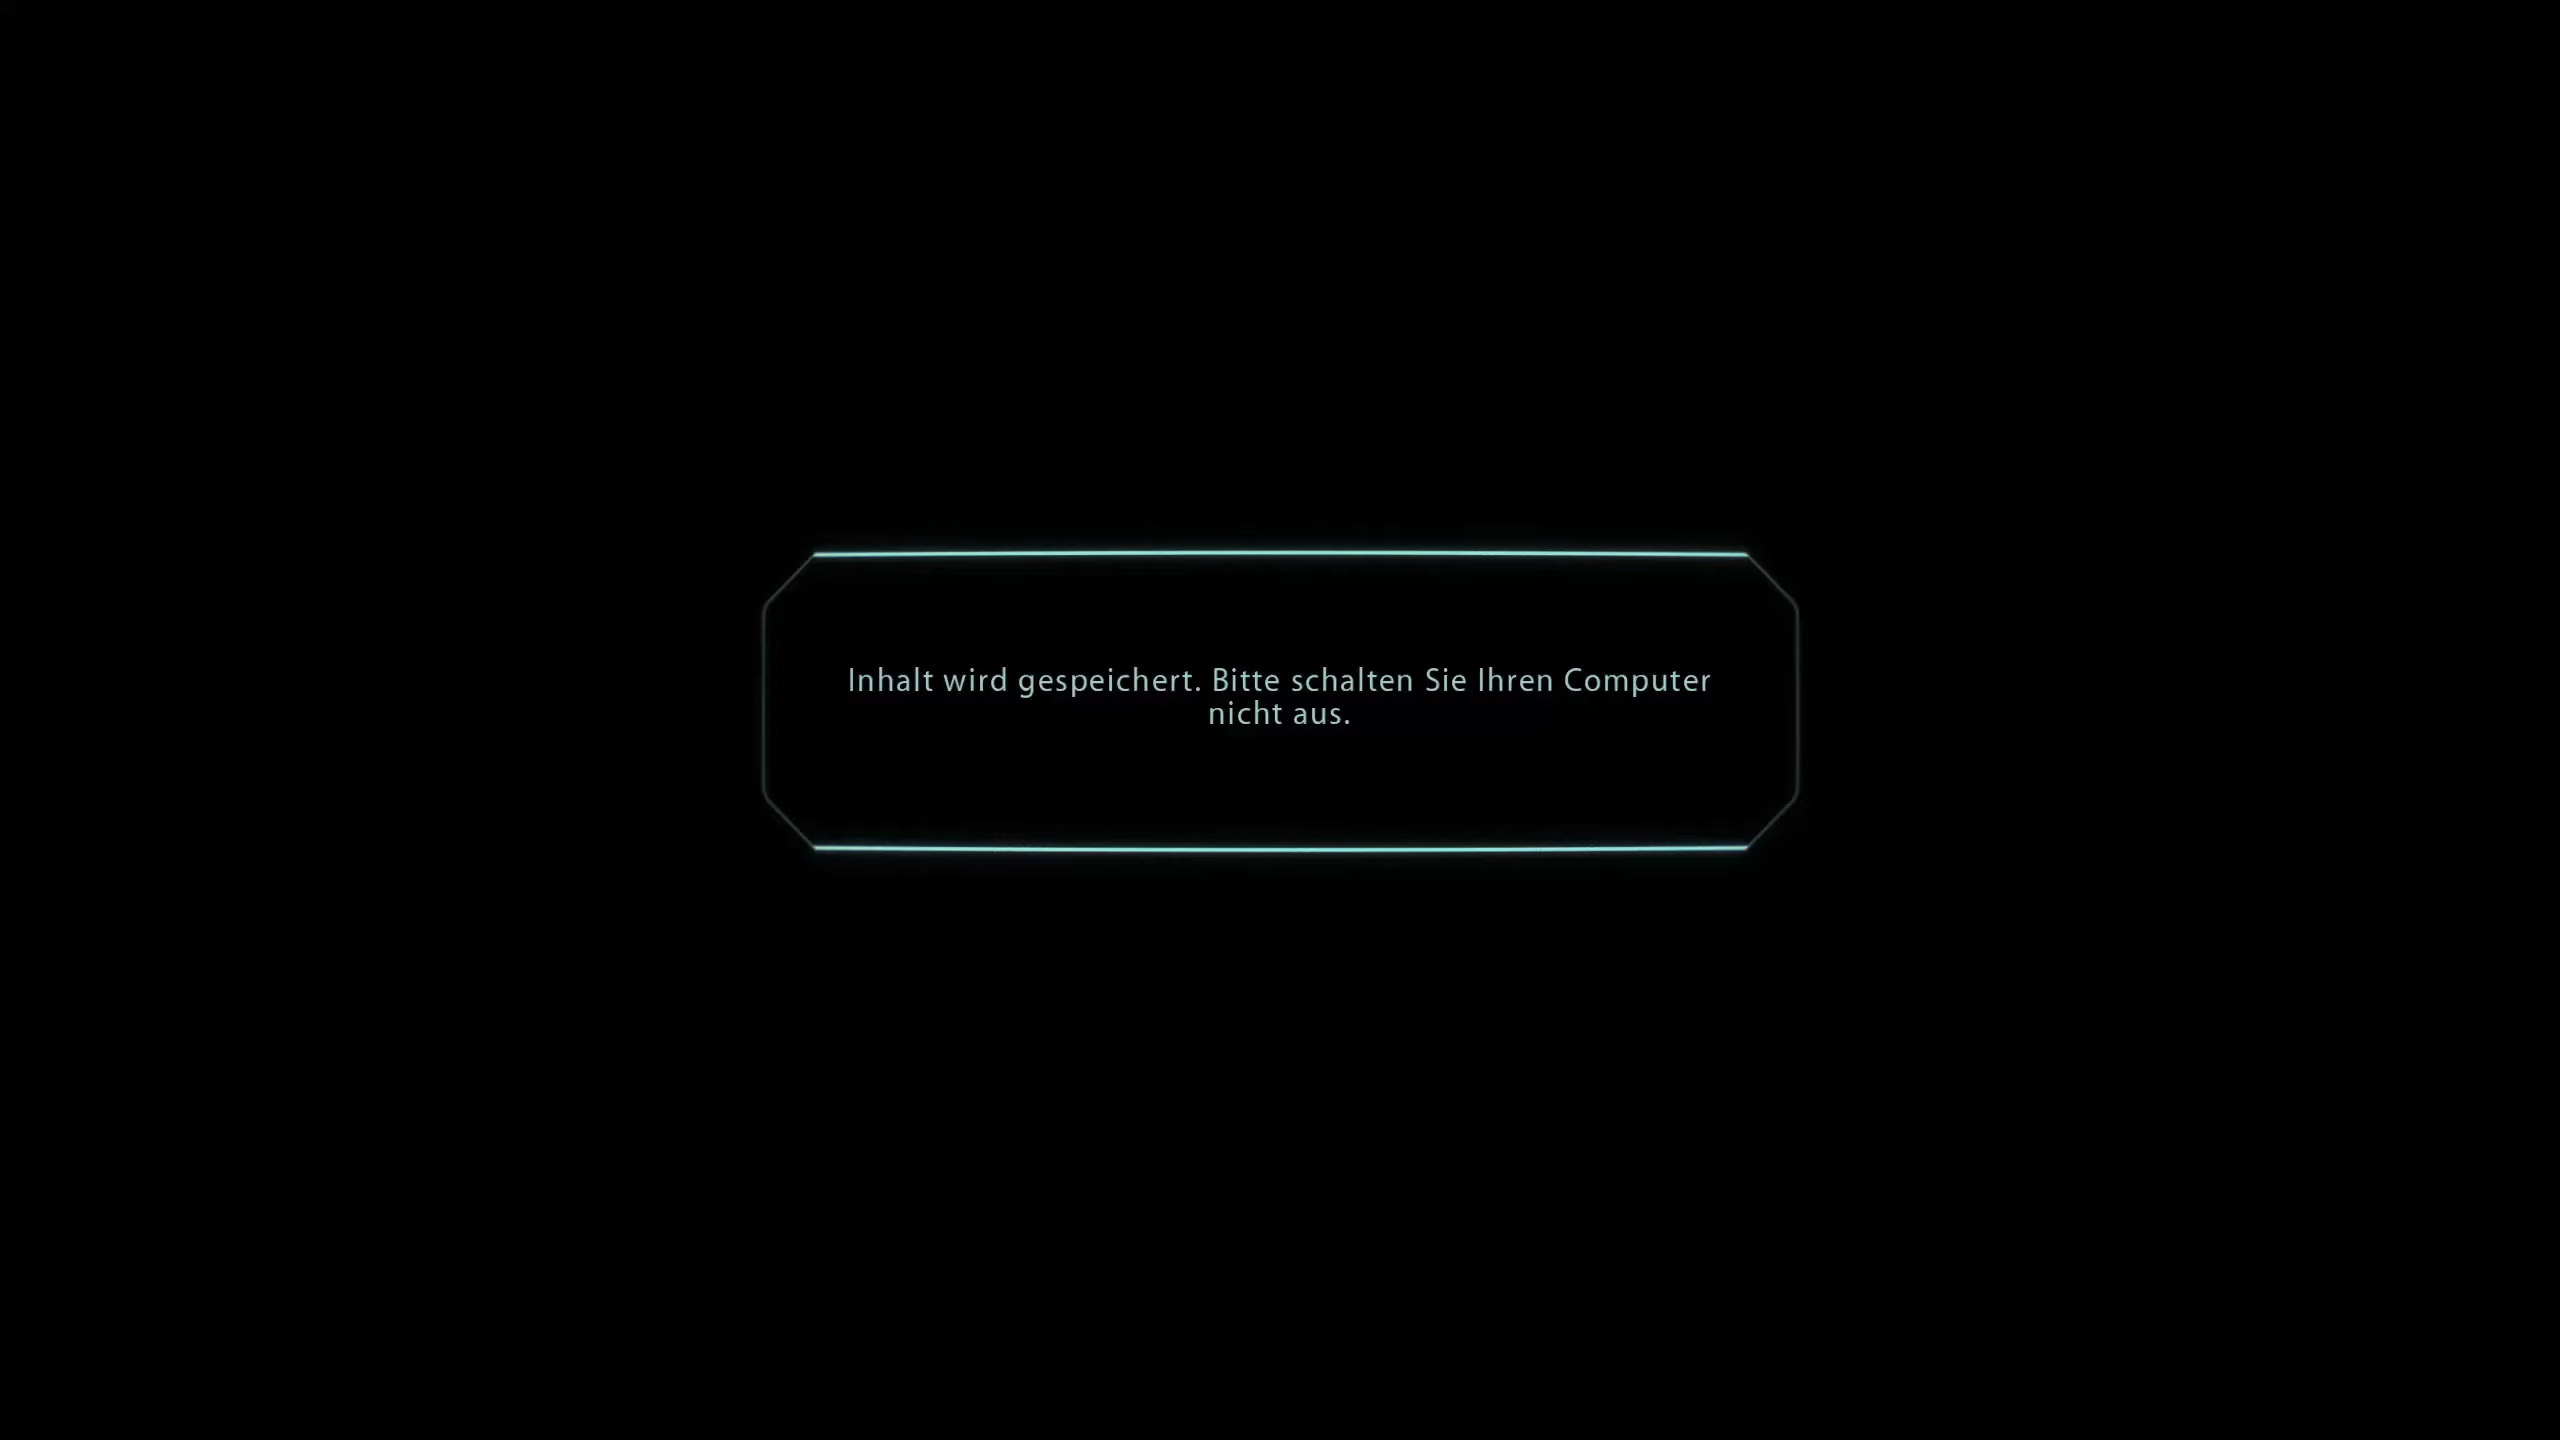 Inhalt wird gespeichert. Bitte schalten Sie Ihren Computer
nicht aus.